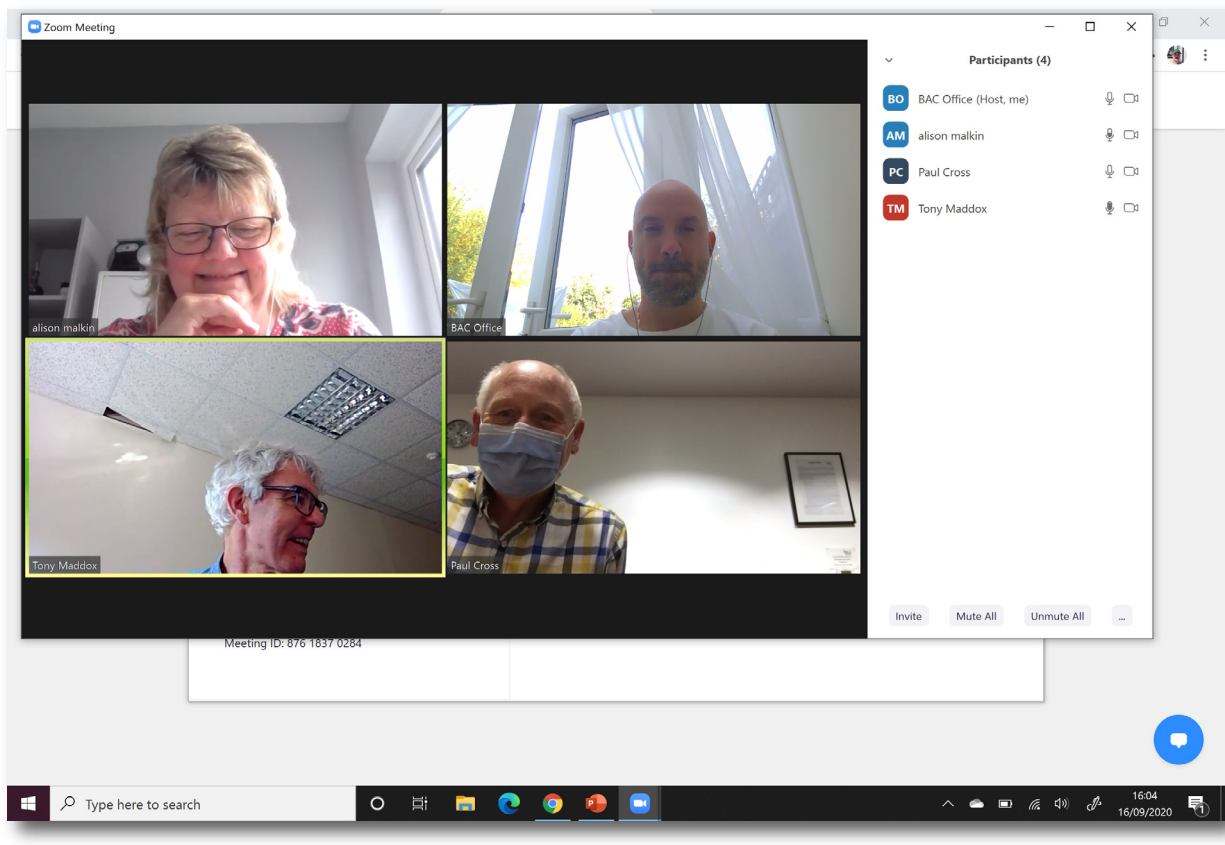 Zoom Meeting
Participants (4)
BO BAC Office (Host, me)
AM alison malkin
PC Paul Cross
TM Tony Maddox
alison malkin
BAC Office
Tony Maddox
Paul Cross
Invite Mute All Unmute All ...
Meeting ID: 876 1837 0284
Type here to search
16:04
16/09/2020
1